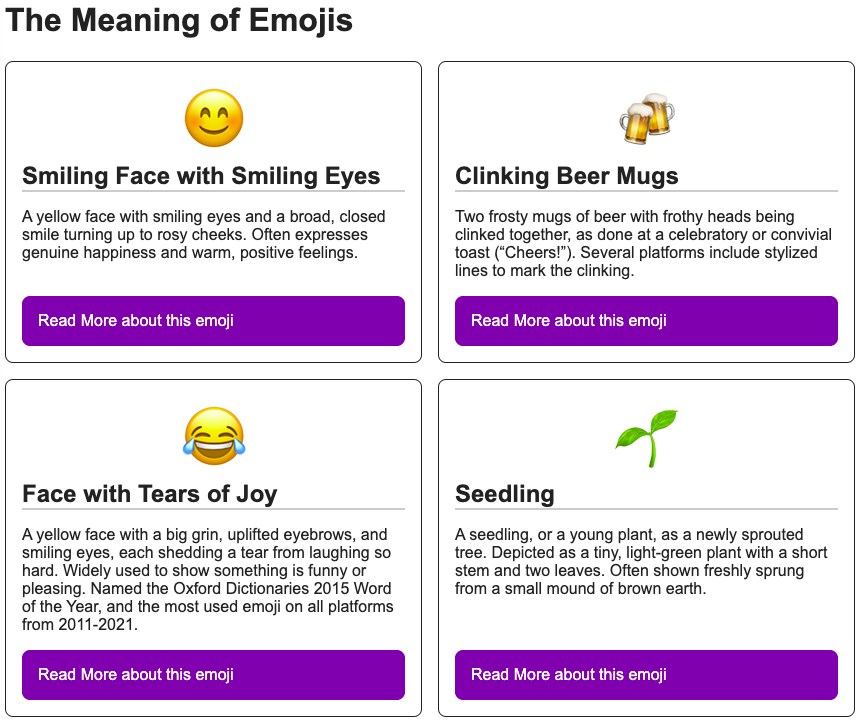 The Meaning of Emojis
Smiling Face with Smiling Eyes
A yellow face with smiling eyes and a broad, closed
smile turning up to rosy cheeks. Often expresses
genuine happiness and warm, positive feelings.
Read More about this emoji
Clinking Beer Mugs
Two frosty mugs of beer with frothy heads being
clinked together, as done at a celebratory or convivial
toast (“Cheers!”). Several platforms include stylized
lines to mark the clinking.
Read More about this emoji
Face with Tears of Joy
A yellow face with a big grin, uplifted eyebrows, and
smiling eyes, each shedding a tear from laughing so
hard. Widely used to show something is funny or
pleasing. Named the Oxford Dictionaries 2015 Word
of the Year, and the most used emoji on all platforms
from 2011-2021.
Read More about this emoji
Seedling
A seedling, or a young plant, as a newly sprouted
tree. Depicted as a tiny, light-green plant with a short
stem and two leaves. Often shown freshly sprung
from a small mound of brown earth.
Read More about this emoji